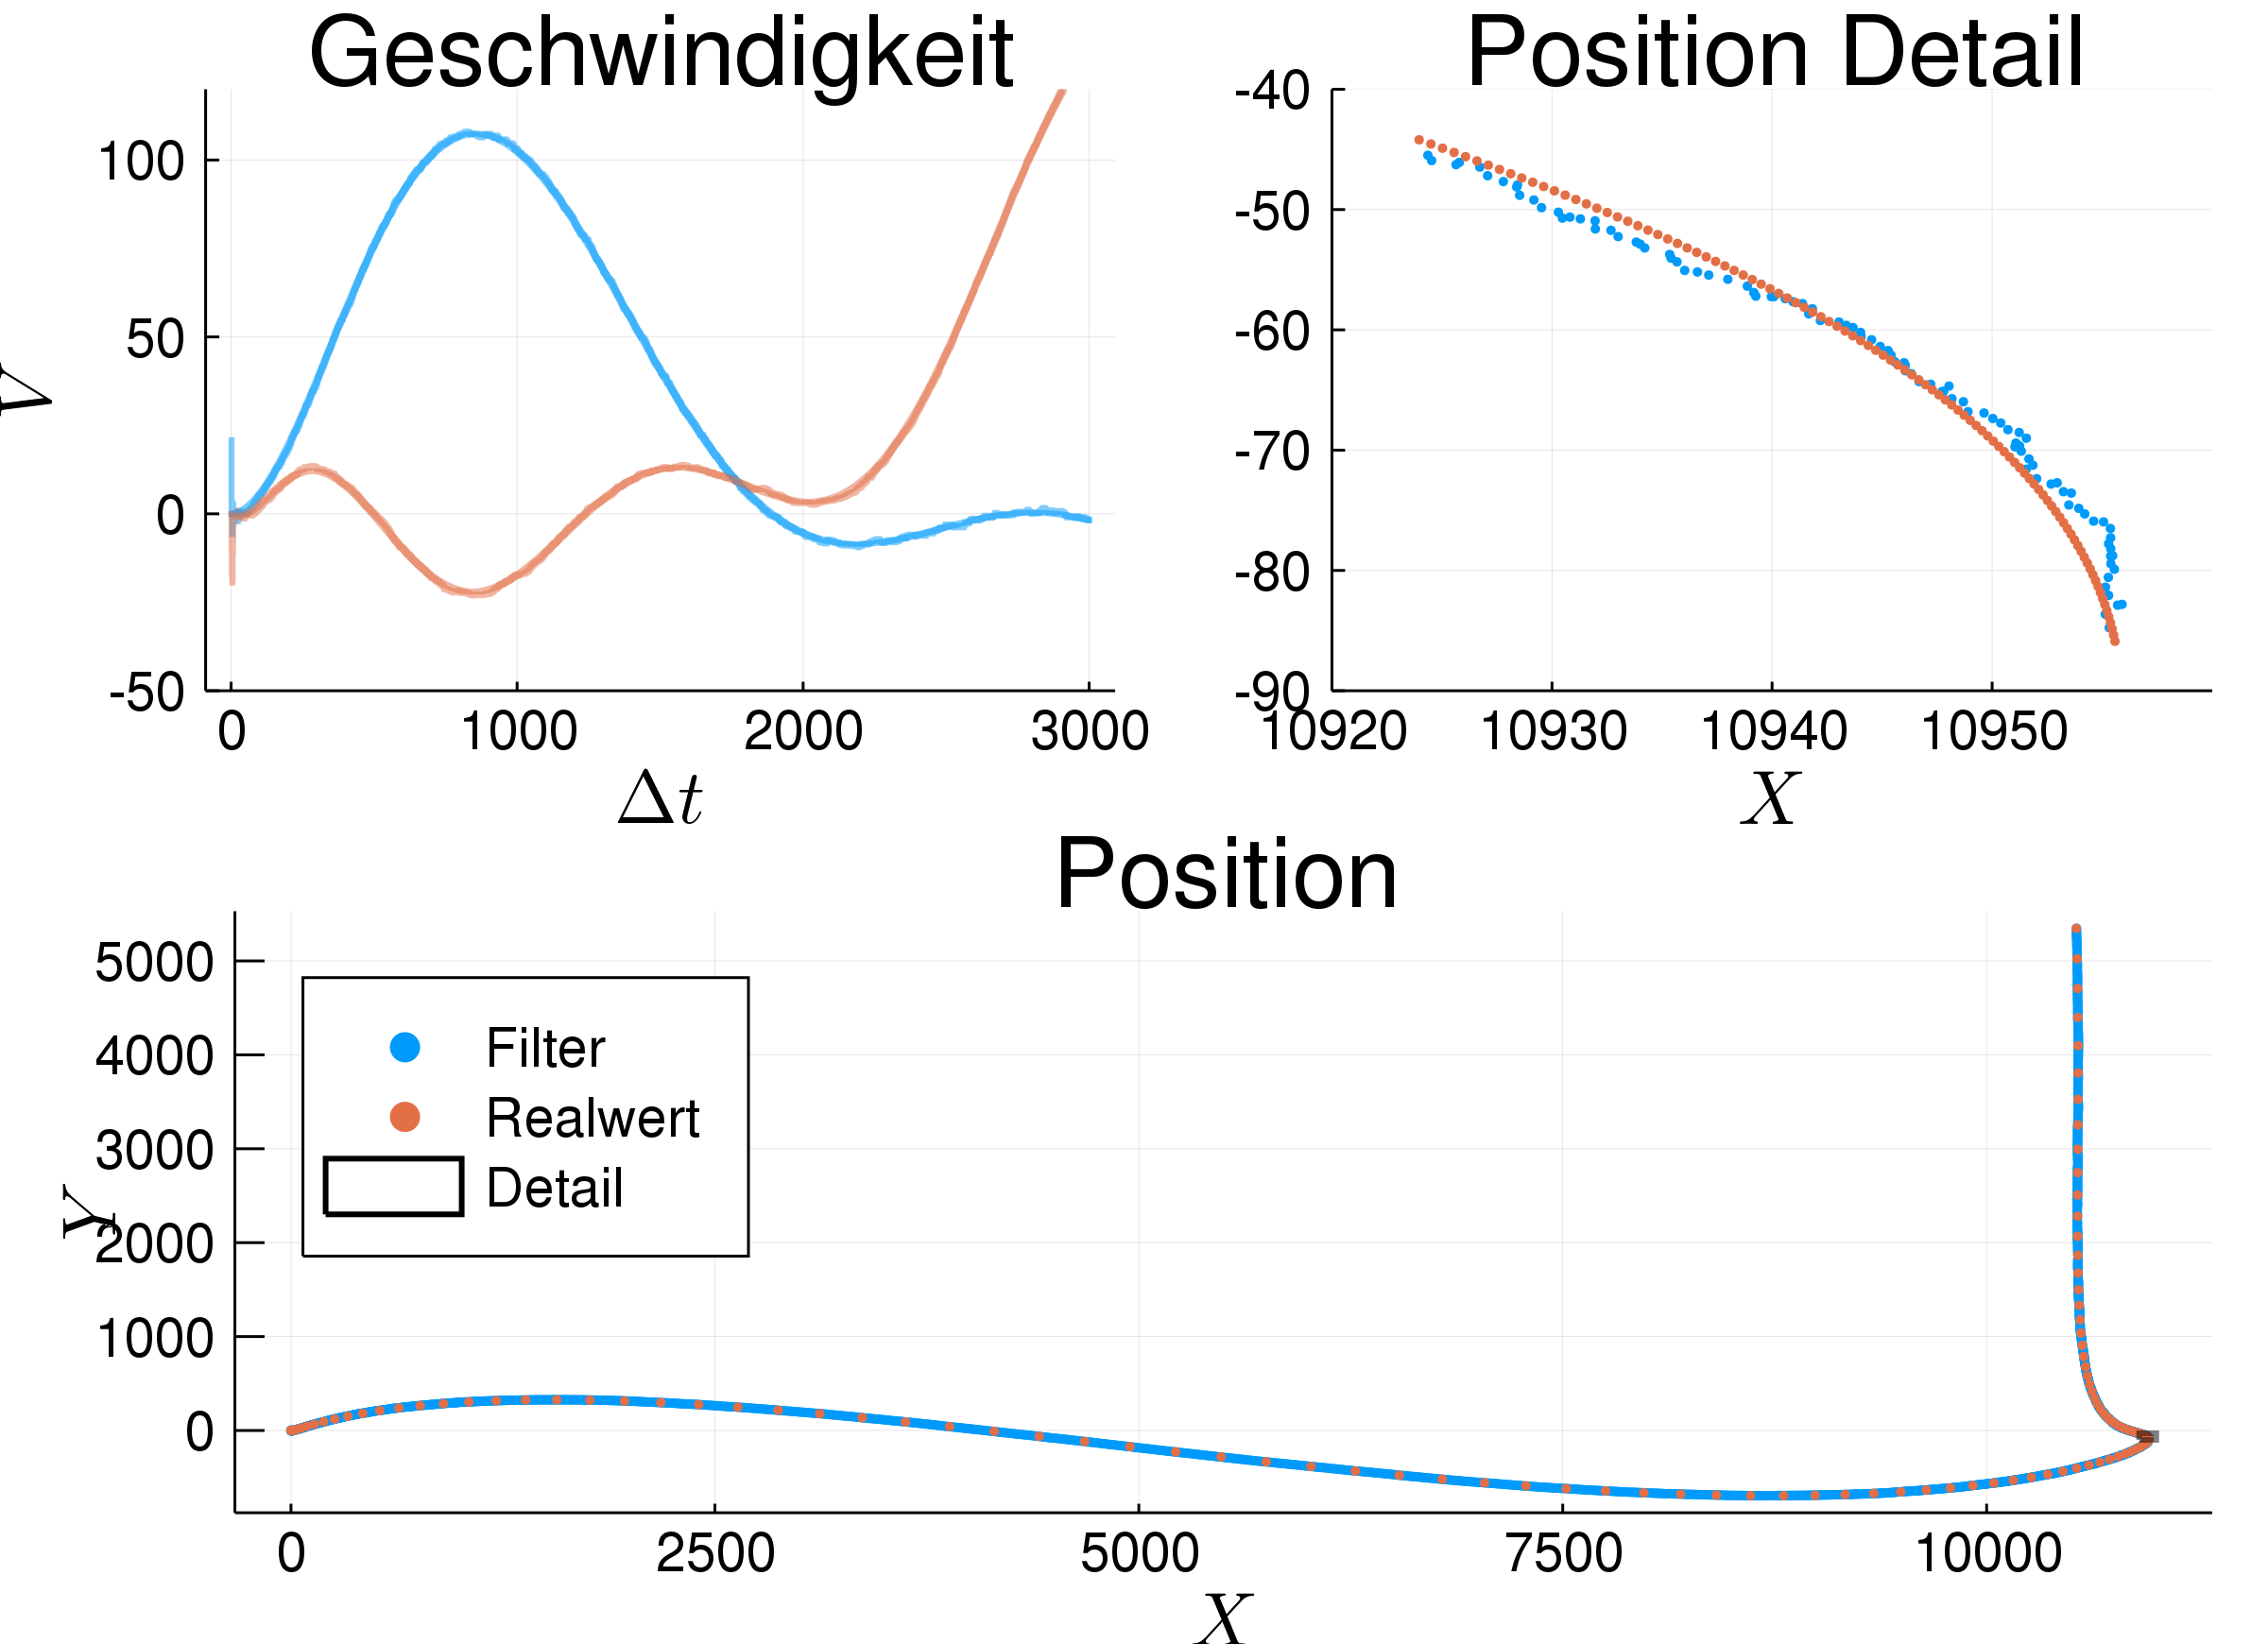 Geschwindigkeit
V
100
50
0
-50
0 1000 2000 3000
Δt
Position Detail
-40
-50
-60
-70
-80
-90
10920 10930 10940 10950
X
Position
Y
5000
4000
3000
2000
1000
0
Filter
Realwert
Detail
0 2500 5000 7500 10000
X